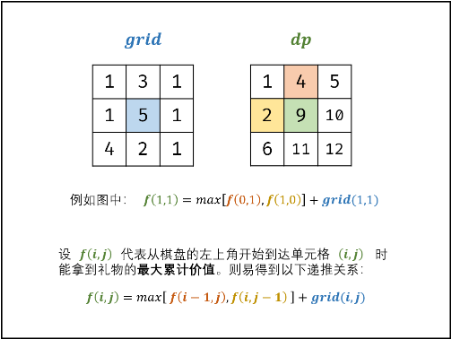 grid dp
1 3 1 1 4 5
1 5 1 2 9 10
4 2 1 6 11 12
例如图中： f(1,1) = max[f(0,1), f(1,0)] + grid(1,1)
设 f(i,j) 代表从棋盘的左上角开始到达单元格 (i,j) 时
能拿到礼物的最大累计价值。则易得到以下递推关系：
f(i,j) = max[ f(i − 1,j), f(i,j − 1) ] + grid(i,j)